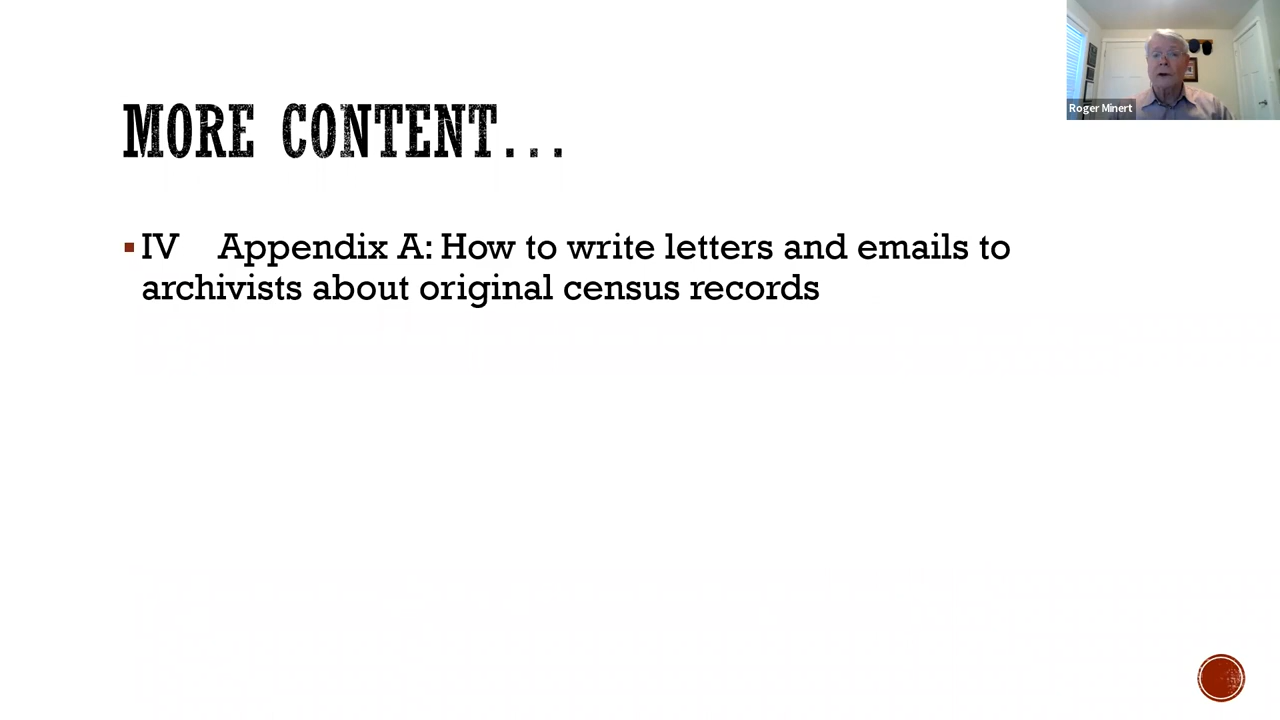 Roger Minert
MORE CONTENT...
▪ IV Appendix A: How to write letters and emails to
archivists about original census records